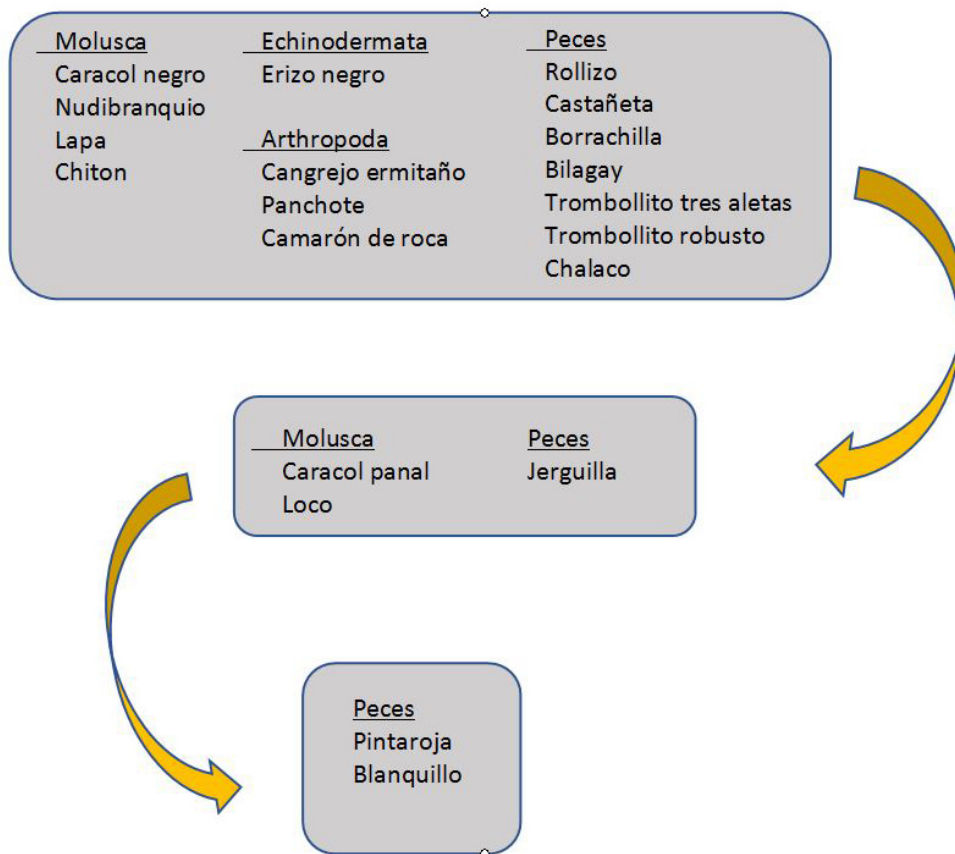 Molusca
Caracol negro
Nudibranquio
Lapa
Chiton
Echinodermata
Erizo negro
Arthropoda
Cangrejo ermitaño
Panchote
Camarón de roca
Peces
Rollizo
Castañeta
Borrachilla
Bilagay
Trombollito tres aletas
Trombollito robusto
Chalaco
Molusca
Caracol panal
Loco
Peces
Jerguilla
Peces
Pintaroja
Blanquillo